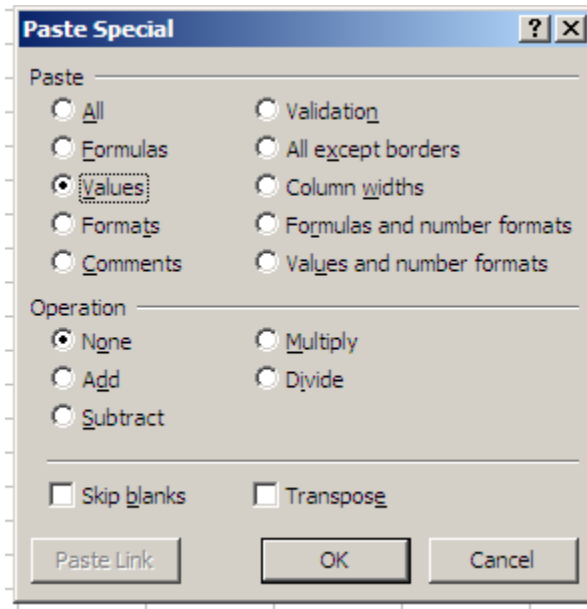 Paste Special
Paste
All
Validation
Formulas
All except borders
Values
Column widths
Formats
Formulas and number formats
Comments
Values and number formats
Operation
None
Multiply
Add
Divide
Subtract
Skip blanks
Transpose
Paste Link
OK
Cancel